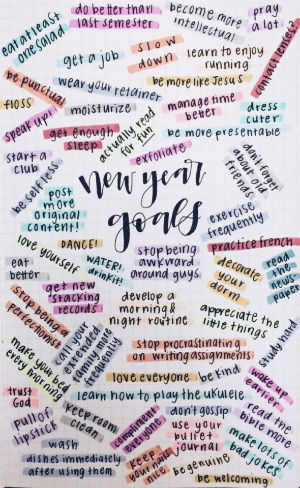 eat at least
one salad
do better than
last semester
become more
intellectual
pray
a lot
get a job
slow
down
learn to enjoy
running
contact lenses?
be punctual
wear your retainer
be more like Jesus
floss
moisturize
manage time
better
dress
cuter
speak up!
get enough
sleep
actually read
for fun
be more presentable
start a
club
exfoliate
don't forget
about old
friends
be selfless
new year
goals
post
more
original
content!
exercise
frequently
love yourself
DANCE!
stop being
awkward
around guys
practice french
eat
better
WATER!
drink it!
decorate
your
dorm
read
the
news
paper
get new
stacking
records
develop a
morning &
night routine
appreciate the
little things
stop being a
perfectionist
call your
extended
family more
frequently
stop procrastinating
on writing assignments
study hard
make your bed
every morning
love everyone
be kind
wake up
earlier
trust
God
learn how to play the ukulele
pull off
lipstick
keep room
clean
compliment
everyone
don't gossip
read the
bible more
use your
bullet
journal
wash
dishes immediately
after using them
keep
your nails
nice
be genuine
make lots of
bad jokes
be welcoming